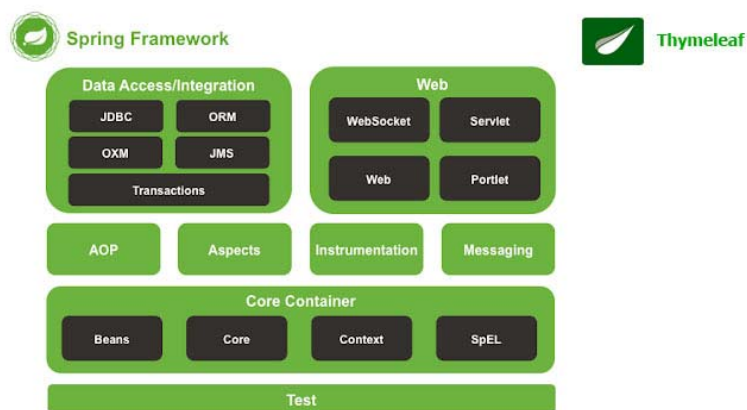 Spring Framework
Thymeleaf
Data Access/Integration
Web
JDBC
ORM
WebSocket
Servlet
OXM
JMS
Web
Portlet
Transactions
AOP
Aspects
Instrumentation
Messaging
Core Container
Beans
Core
Context
SpEL
Test